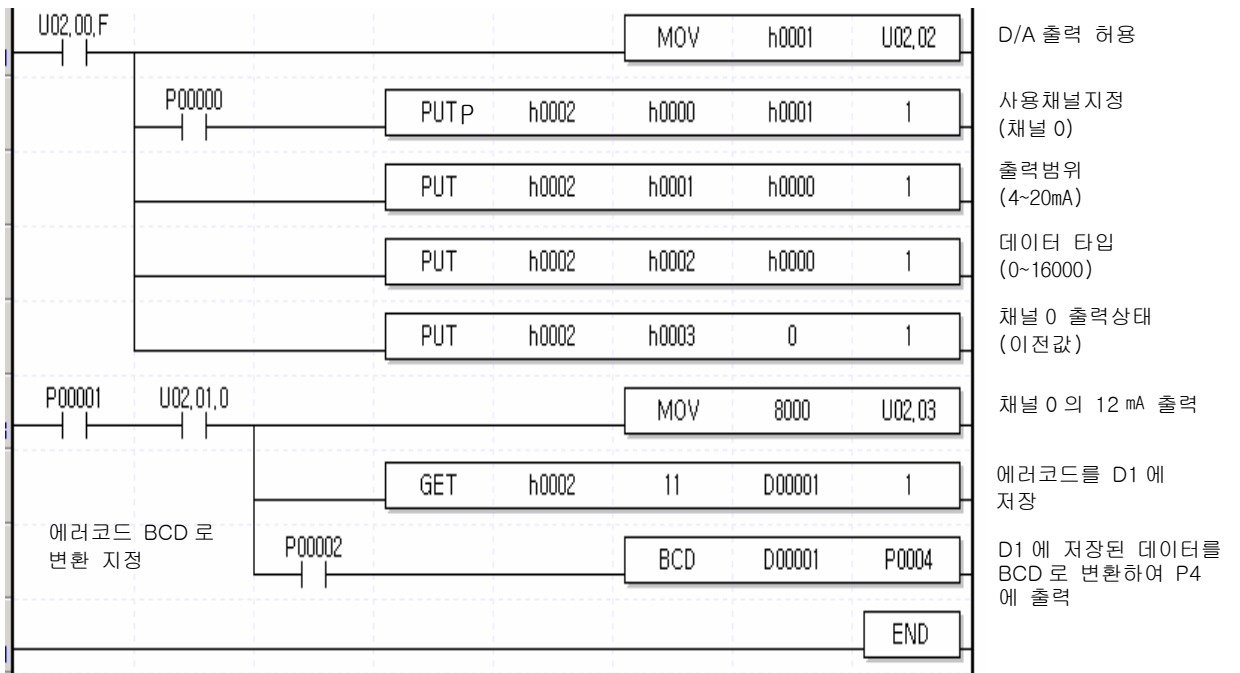 U02,00,F
MOV h0001 U02,02
D/A 출력 허용
P00000
PUTP h0002 h0000 h0001 1
사용채널지정
(채널 0)
PUT h0002 h0001 h0000 1
출력범위
(4~20mA)
PUT h0002 h0002 h0000 1
데이터 타입
(0~16000)
PUT h0002 h0003 0 1
채널 0 출력상태
(이전값)
P00001 U02,01,0
MOV 8000 U02,03
채널 0 의 12 ㎃ 출력
GET h0002 11 D00001 1
에러코드를 D1 에
저장
에러코드 BCD 로
변환 지정
P00002
BCD D00001 P0004
D1 에 저장된 데이터를
BCD 로 변환하여 P4
에 출력
END